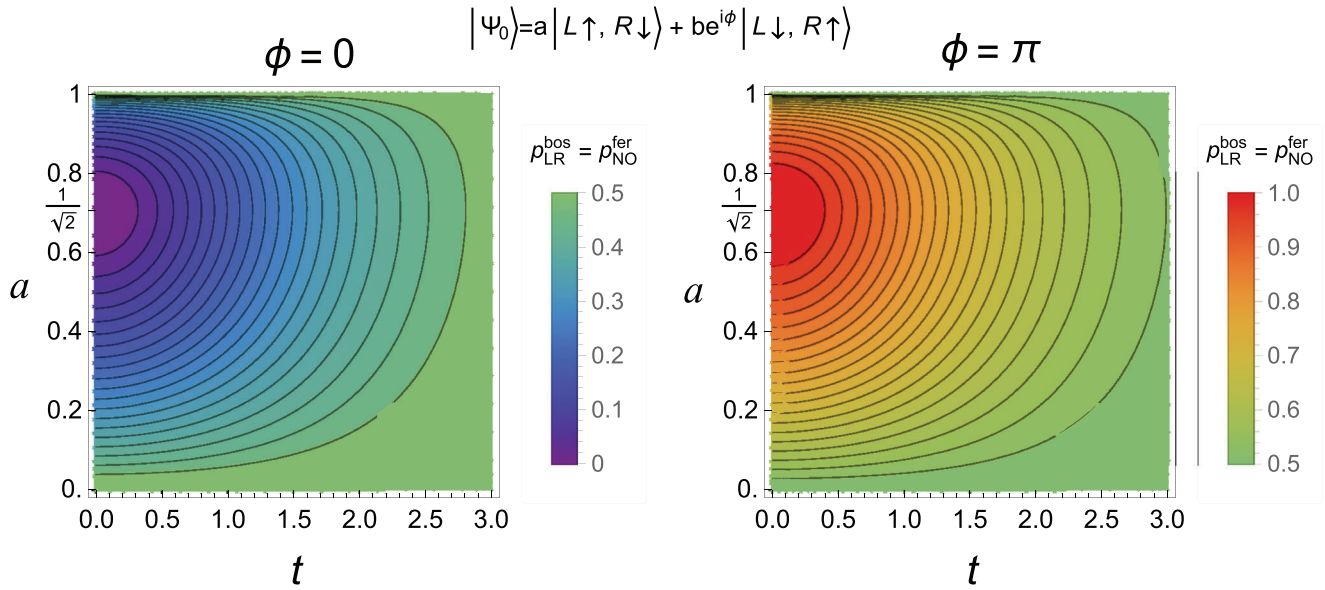 |Ψ₀⟩=a|L↑, R↓⟩ + be^{iϕ}|L↓, R↑⟩
ϕ = 0
1
0.8
1/√2
0.6
0.4
0.2
0.
a
0.0 0.5 1.0 1.5 2.0 2.5 3.0
t
p_LR^bos = p_NO^fer
0.5
0.4
0.3
0.2
0.1
0
ϕ = π
1
0.8
1/√2
0.6
0.4
0.2
0.
a
0.0 0.5 1.0 1.5 2.0 2.5 3.0
t
p_LR^bos = p_NO^fer
1.0
0.9
0.8
0.7
0.6
0.5